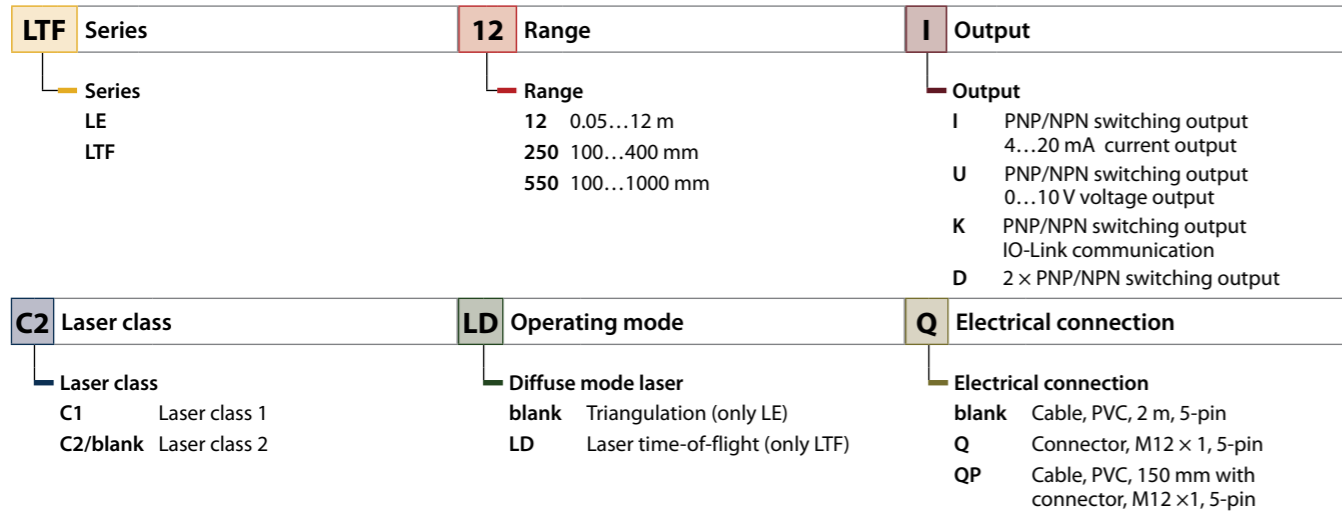 LTF Series
Series
LE
LTF
12 Range
Range
12 0.05…12 m
250 100…400 mm
550 100…1000 mm
I Output
Output
I PNP/NPN switching output
4…20 mA current output
U PNP/NPN switching output
0…10 V voltage output
K PNP/NPN switching output
IO-Link communication
D 2 × PNP/NPN switching output
C2 Laser class
Laser class
C1 Laser class 1
C2/blank Laser class 2
LD Operating mode
Diffuse mode laser
blank Triangulation (only LE)
LD Laser time-of-flight (only LTF)
Q Electrical connection
Electrical connection
blank Cable, PVC, 2 m, 5-pin
Q Connector, M12 × 1, 5-pin
QP Cable, PVC, 150 mm with
connector, M12 ×1, 5-pin